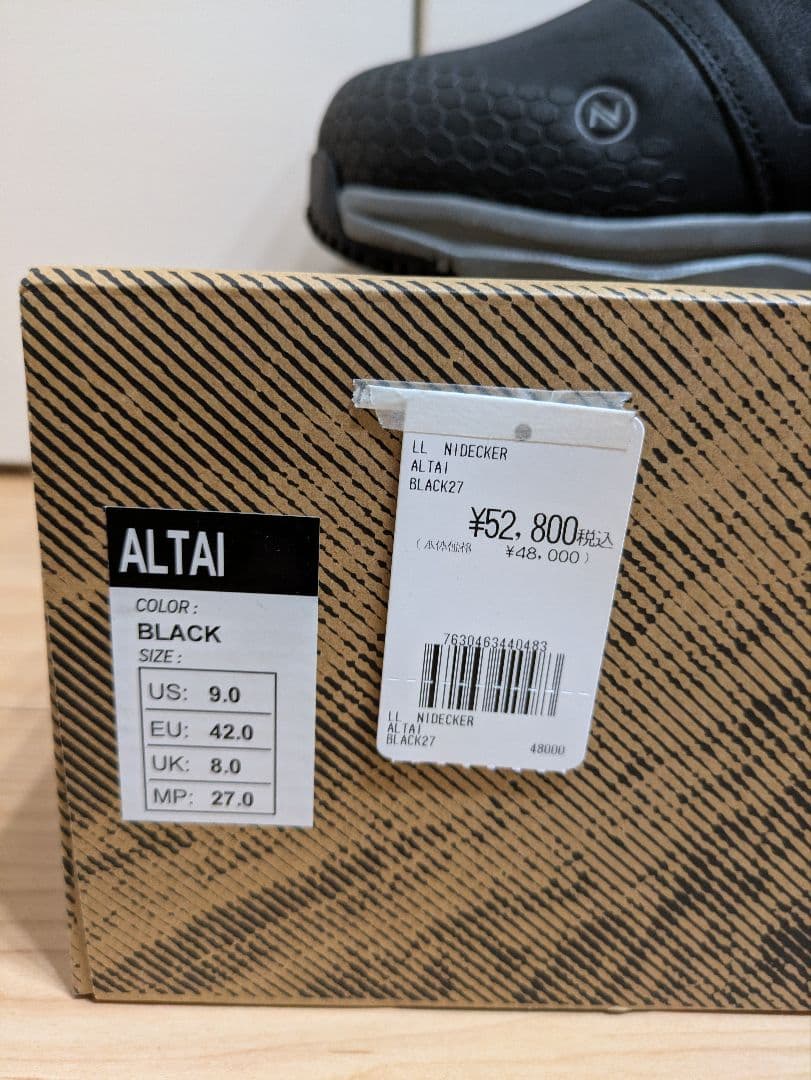 N
LL NIDECKER
ALTAI
BLACK27
¥52,800税込
(本体価格 ¥48,000)
7630463440483
LL NIDECKER
ALTAI
BLACK27
48000
ALTAI
COLOR:
BLACK
SIZE:
US: 9.0
EU: 42.0
UK: 8.0
MP: 27.0